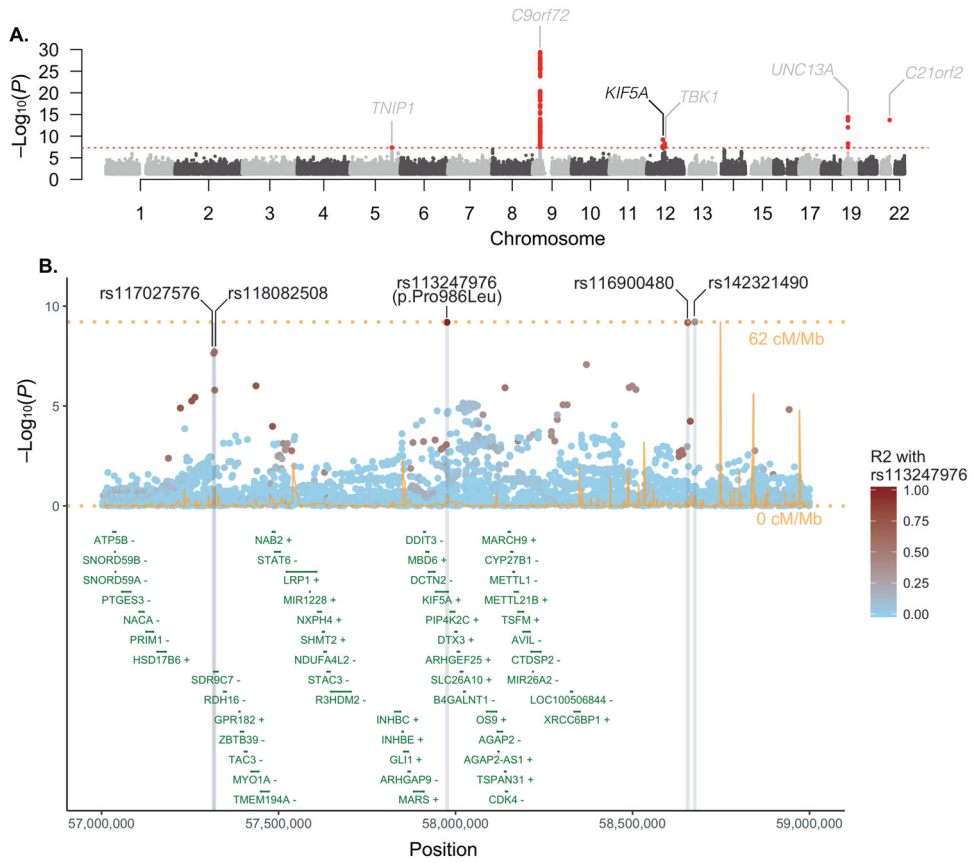 A.
C9orf72
TNIP1
KIF5A
TBK1
UNC13A
C21orf2
−Log10(P)
30
25
20
15
10
5
0
1 2 3 4 5 6 7 8 9 10 11 12 13 15 17 19 22
Chromosome
B.
rs117027576
rs118082508
rs113247976
(p.Pro986Leu)
rs116900480
rs142321490
62 cM/Mb
0 cM/Mb
−Log10(P)
10
5
0
R2 with
rs113247976
1.00
0.75
0.50
0.25
0.00
ATP5B - NAB2 + DDIT3 - MARCH9 +
SNORD59B - STAT6 - MBD6 + CYP27B1 -
SNORD59A - LRP1 + DCTN2 - METTL1 -
PTGES3 - MIR1228 + KIF5A + METTL21B +
NACA - NXPH4 + PIP4K2C + TSFM +
PRIM1 - SHMT2 + DTX3 + AVIL -
HSD17B6 + NDUFA4L2 - ARHGEF25 + CTDSP2 -
SDR9C7 - STAC3 - SLC26A10 + MIR26A2 -
RDH16 - R3HDM2 - B4GALNT1 - LOC100506844 -
GPR182 + INHBC + OS9 + XRCC6BP1 +
ZBTB39 - INHBE + AGAP2 -
TAC3 - GLI1 + AGAP2-AS1 +
MYO1A - ARHGAP9 - TSPAN31 +
TMEM194A - MARS + CDK4 -
57,000,000 57,500,000 58,000,000 58,500,000 59,000,000
Position